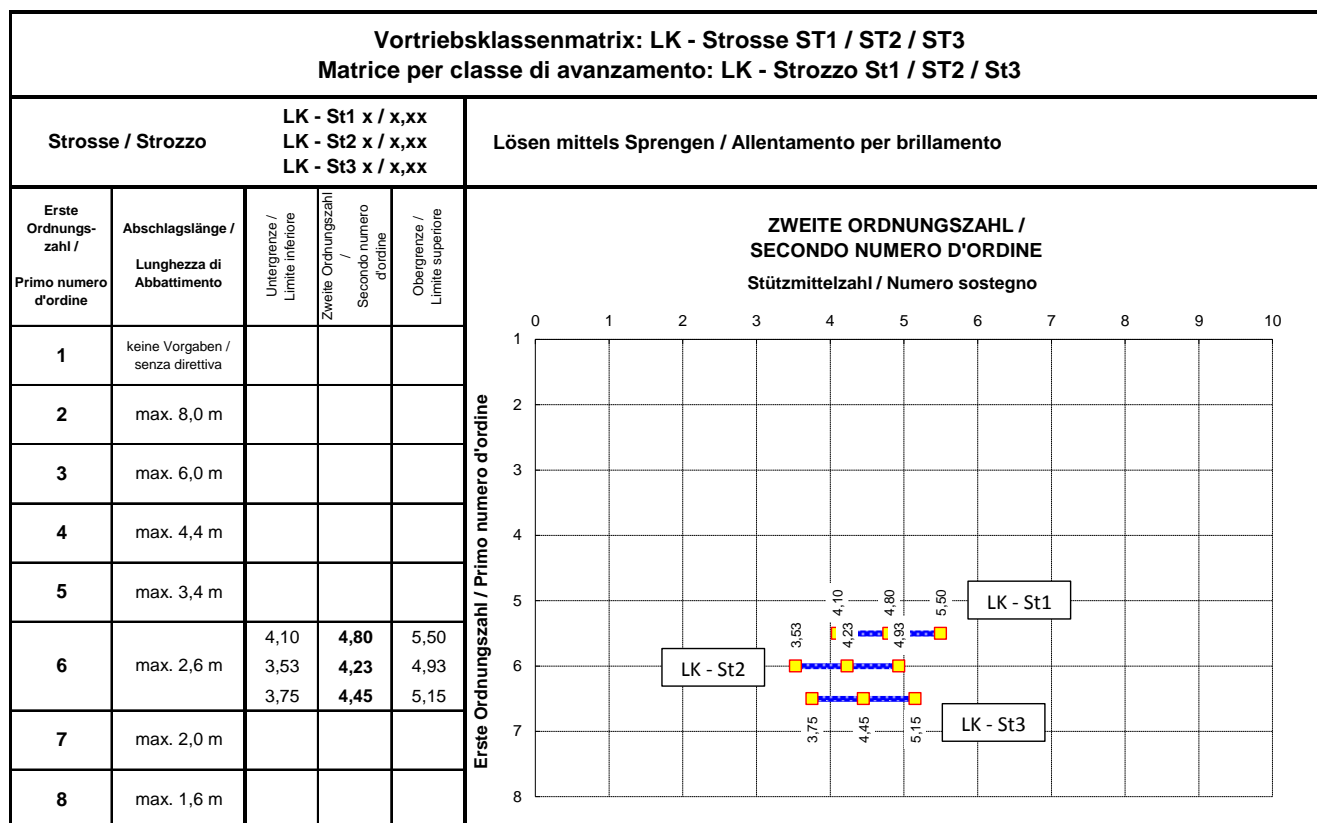 Vortriebsklassenmatrix: LK - Strosse ST1 / ST2 / ST3
Matrice per classe di avanzamento: LK - Strozzo St1 / ST2 / St3
Strosse / Strozzo
LK - St1 x / x,xx
LK - St2 x / x,xx
LK - St3 x / x,xx
Lösen mittels Sprengen / Allentamento per brillamento
Erste
Ordnungs-
zahl /
Primo numero
d'ordine
Abschlagslänge /
Lunghezza di
Abbattimento
Untergrenze /
Limite inferiore
Zweite Ordnungszahl
/
Secondo numero
d'ordine
Obergrenze /
Limite superiore
1
keine Vorgaben /
senza direttiva
2
max. 8,0 m
3
max. 6,0 m
4
max. 4,4 m
5
max. 3,4 m
6
max. 2,6 m
4,10 4,80 5,50
3,53 4,23 4,93
3,75 4,45 5,15
7
max. 2,0 m
8
max. 1,6 m
ZWEITE ORDNUNGSZAHL /
SECONDO NUMERO D'ORDINE
Stützmittelzahl / Numero sostegno
0 1 2 3 4 5 6 7 8 9 10
Erste Ordnungszahl / Primo numero d'ordine
1
2
3
4
5
6
7
8
4,10 4,80 5,50
LK - St1
3,53 4,23 4,93
LK - St2
3,75 4,45 5,15
LK - St3